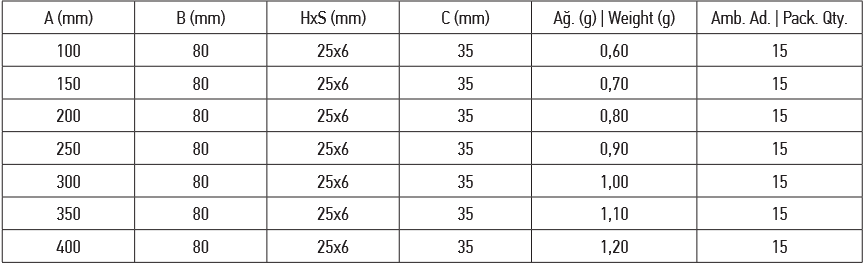 A (mm) B (mm) HxS (mm) C (mm) Ağ. (g) | Weight (g) Amb. Ad. | Pack. Qty.
100 80 25x6 35 0,60 15
150 80 25x6 35 0,70 15
200 80 25x6 35 0,80 15
250 80 25x6 35 0,90 15
300 80 25x6 35 1,00 15
350 80 25x6 35 1,10 15
400 80 25x6 35 1,20 15